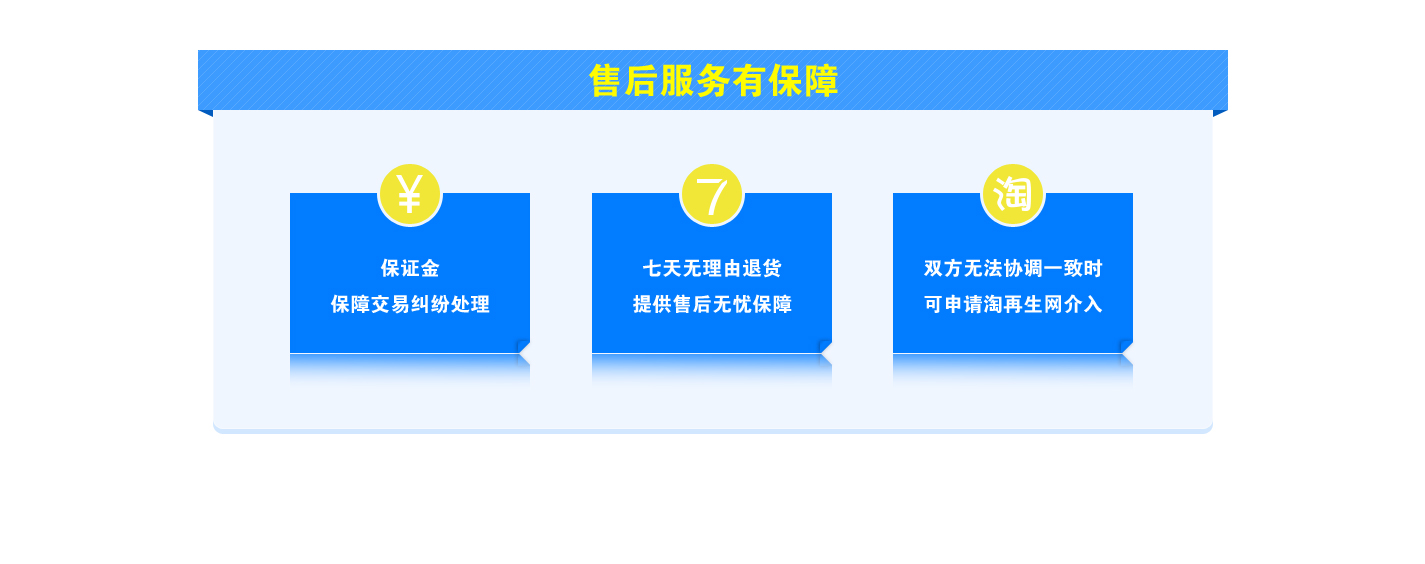 售后服务有保障
¥
保证金
保障交易纠纷处理
7
七天无理由退货
提供售后无忧保障
淘
双方无法协调一致时
可申请淘再生网介入